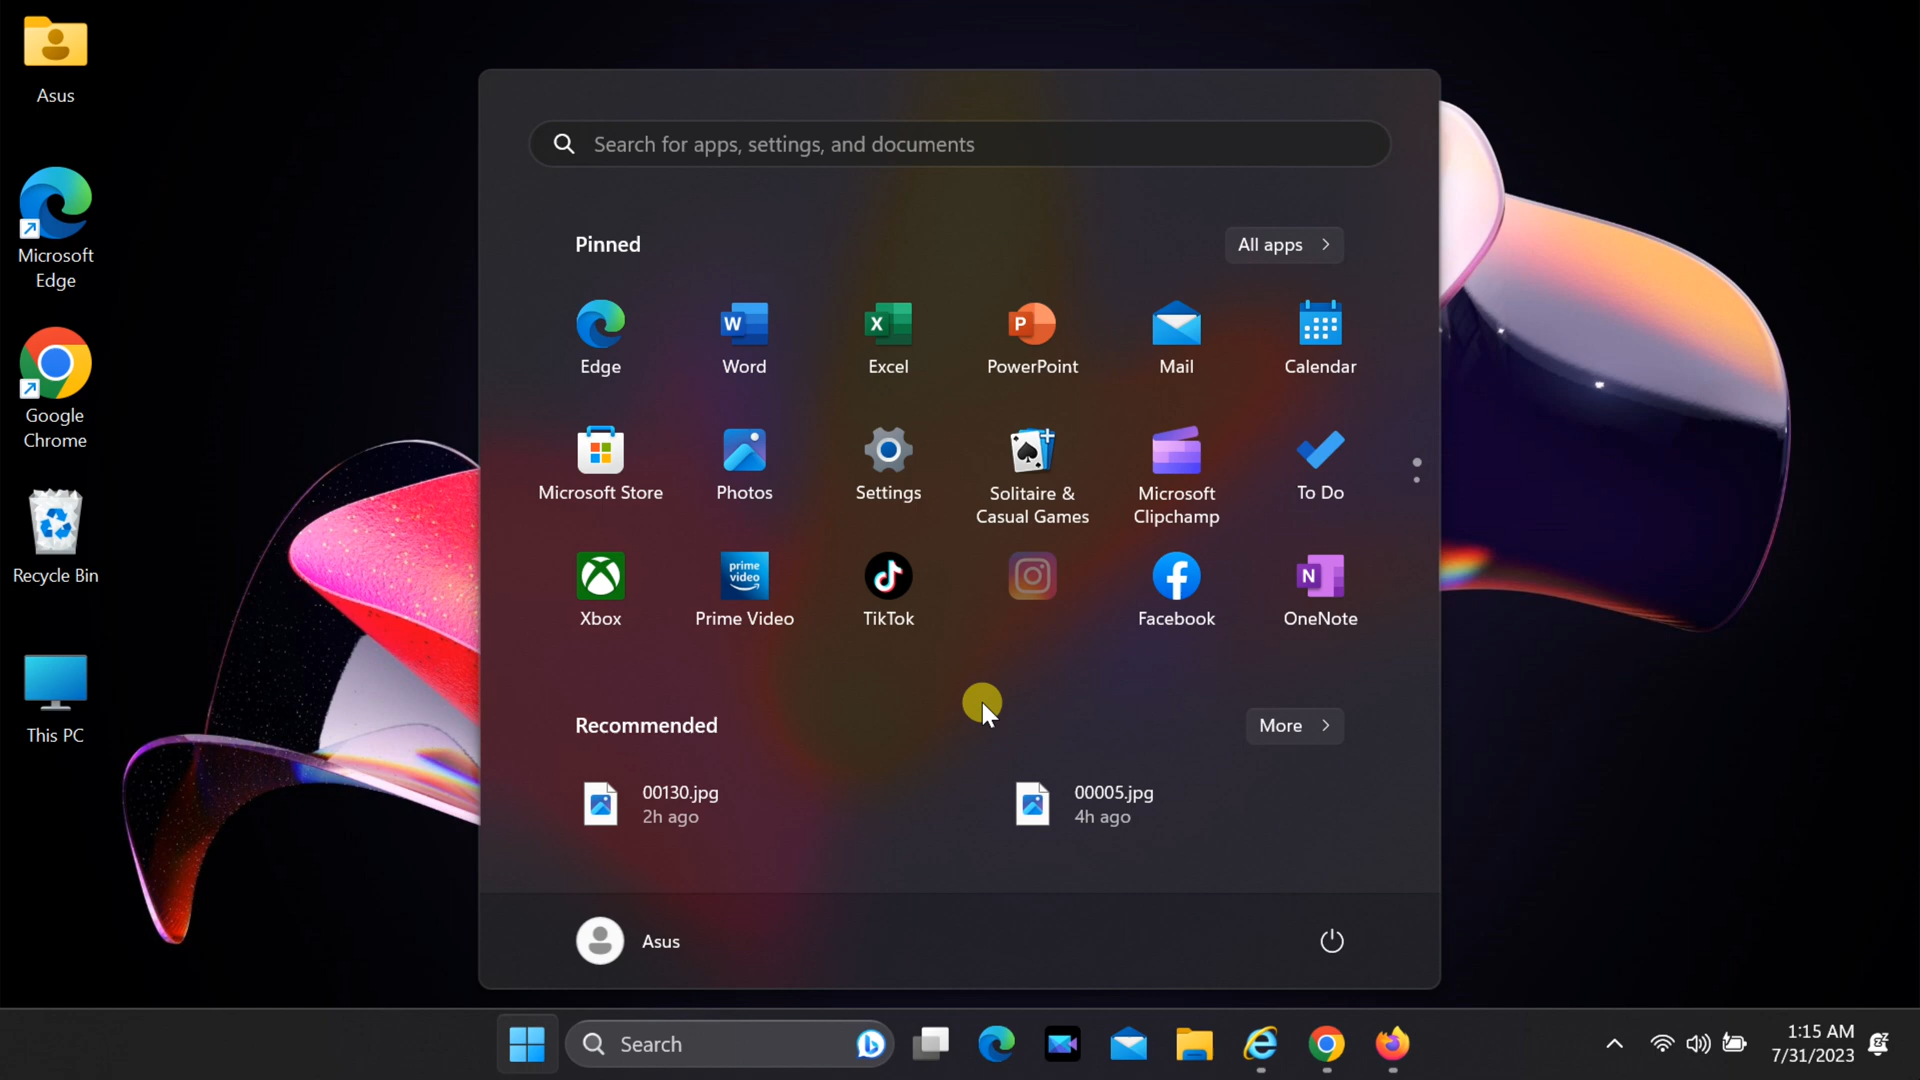 Asus
Microsoft
Edge
Google
Chrome
Recycle Bin
This PC
Search for apps, settings, and documents
Pinned
All apps
Edge
Word
Excel
PowerPoint
Mail
Calendar
Microsoft Store
Photos
Settings
Solitaire &
Casual Games
Microsoft
Clipchamp
To Do
Xbox
prime
video
Prime Video
TikTok
Facebook
OneNote
Recommended
More
00130.jpg
2h ago
00005.jpg
4h ago
Asus
Search
1:15 AM
7/31/2023